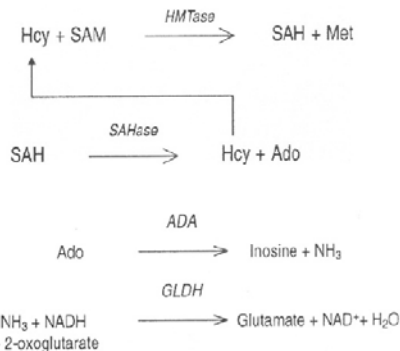 HMTase
Hcy + SAM SAH + Met
SAHase
SAH Hcy + Ado
ADA
Ado Inosine + NH₃
GLDH
NH₃ + NADH Glutamate + NAD⁺+ H₂O
2-oxoglutarate